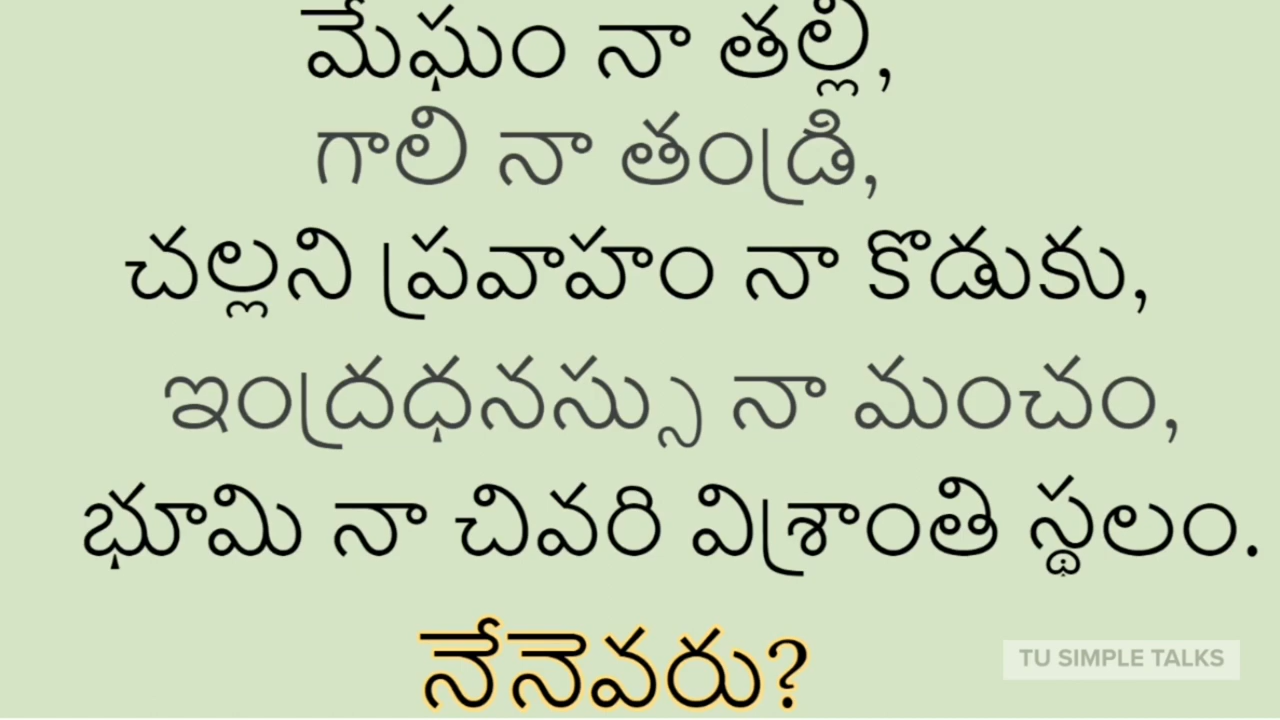 మేఘం నా తల్లి,
గాలి నా తండ్రి,
చల్లని ప్రవాహం నా కొడుకు,
ఇంద్రధనస్సు నా మంచం,
భూమి నా చివరి విశ్రాంతి స్థలం.
నేనెవరు?
TU SIMPLE TALKS